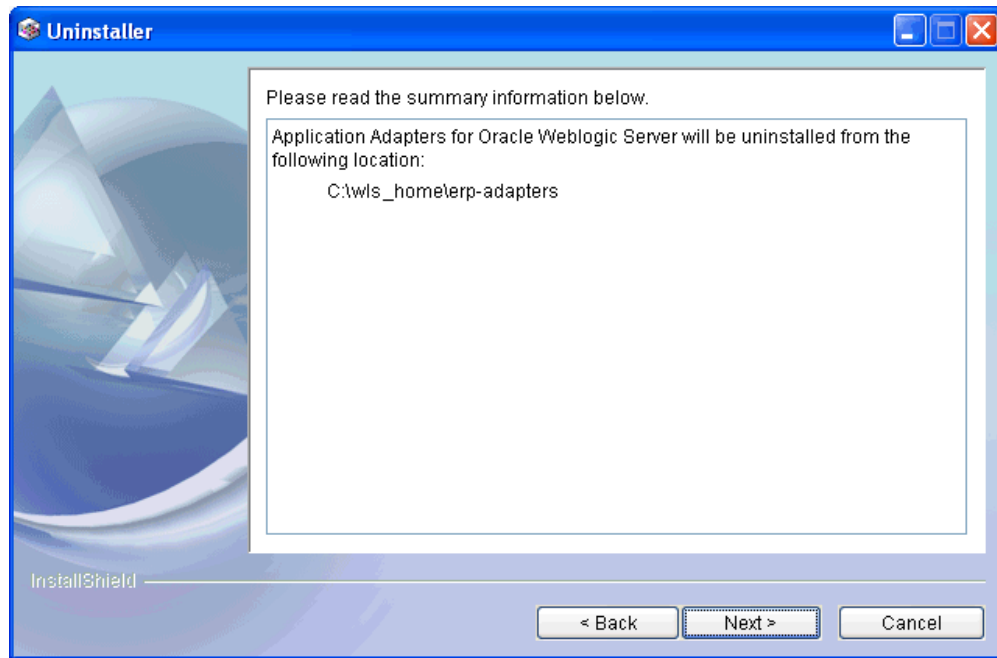 Uninstaller
Please read the summary information below.
Application Adapters for Oracle Weblogic Server will be uninstalled from the
following location:
C:\wls_home\erp-adapters
InstallShield
< Back
Next >
Cancel